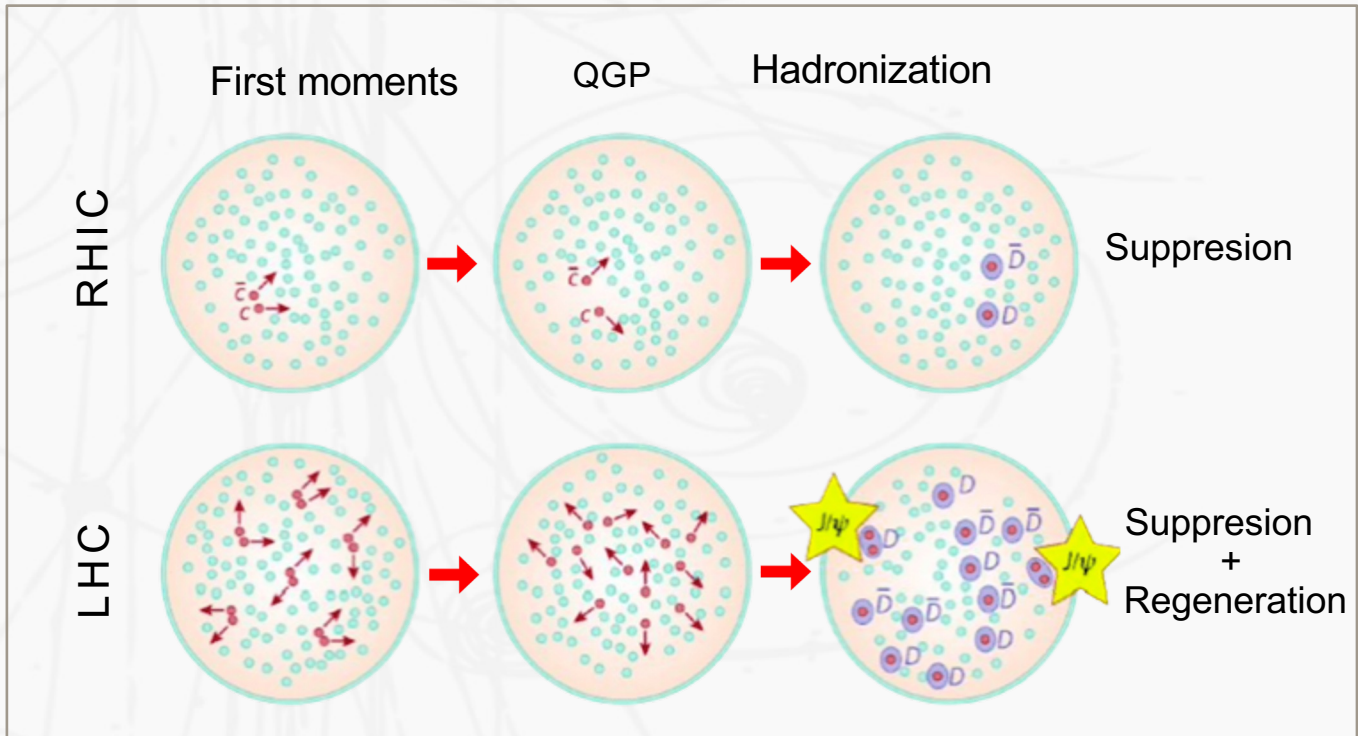 First moments
QGP
Hadronization
RHIC
c̄
c
c̄
c
D̄
D
Suppresion
LHC
J/ψ
D
D
D̄
D̄
D
J/ψ
D̄
D̄
D̄
D
D
D
Suppresion
+
Regeneration